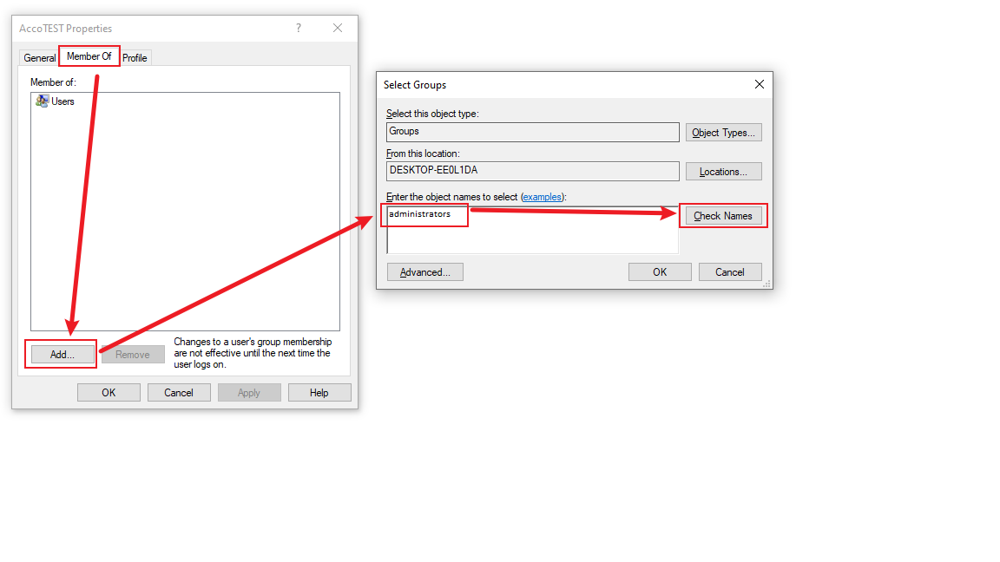 AccoTEST Properties
?
General
Member Of
Profile
Member of:
Users
Add...
Remove
Changes to a user's group membership
are not effective until the next time the
user logs on.
OK
Cancel
Apply
Help
Select Groups
Select this object type:
Groups
Object Types...
From this location:
DESKTOP-EE0L1DA
Locations...
Enter the object names to select (examples):
administrators
Check Names
Advanced...
OK
Cancel